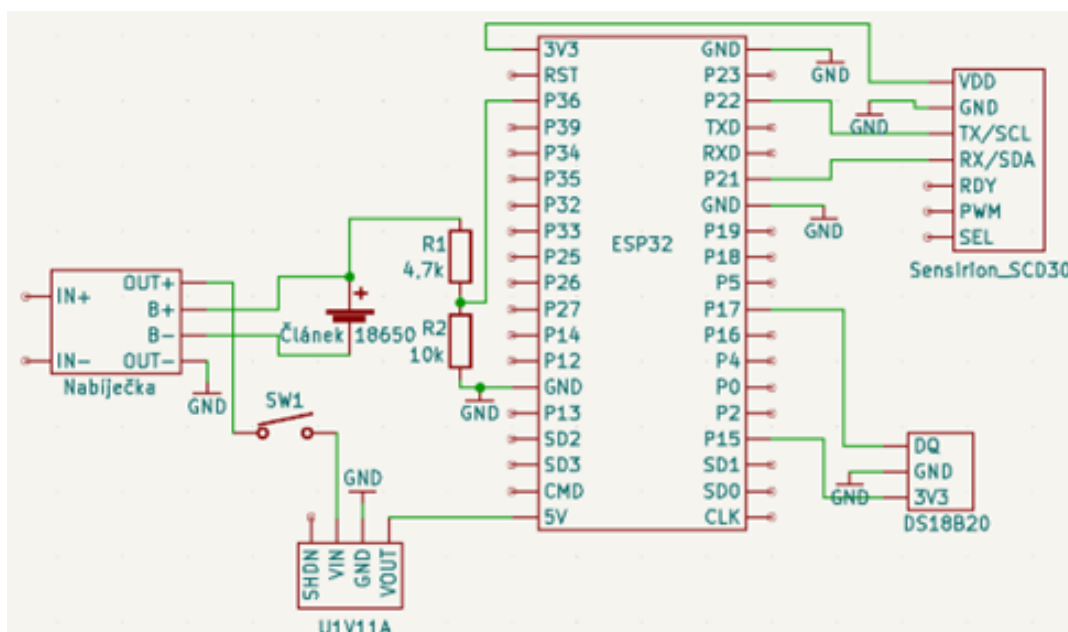 IN+
IN-
OUT+
B+
B-
OUT-
Nabíječka
GND
SW1
Článek 18650
R1
4,7k
R2
10k
GND
GND
SHDN
VIN
GND
VOUT
U1V11A
3V3
RST
P36
P39
P34
P35
P32
P33
P25
P26
P27
P14
P12
GND
P13
SD2
SD3
CMD
5V
ESP32
GND
P23
P22
TXD
RXD
P21
GND
P19
P18
P5
P17
P16
P4
P0
P2
P15
SD1
SD0
CLK
GND
GND
GND
VDD
GND
TX/SCL
RX/SDA
RDY
PWM
SEL
Sensirion_SCD30
DQ
GND
3V3
GND
DS18B20